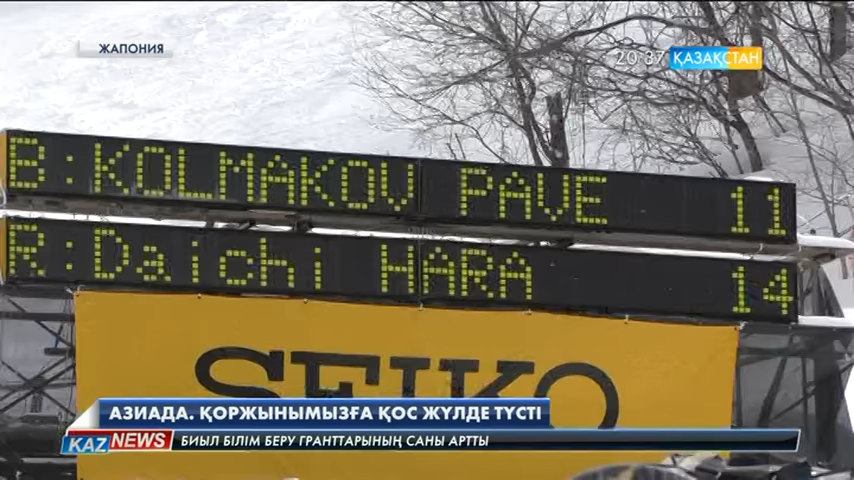 ЖАПОНИЯ
20:37 ҚАЗАҚСТАН
B:KOLMAKOV PAVE 11
R:Daichi HARA 14
SEIKO
АЗИАДА. ҚОРЖЫНЫМЫЗҒА ҚОС ЖҮЛДЕ ТҮСТІ
KAZ NEWS БИЫЛ БІЛІМ БЕРУ ГРАНТТАРЫНЫҢ САНЫ АРТТЫ